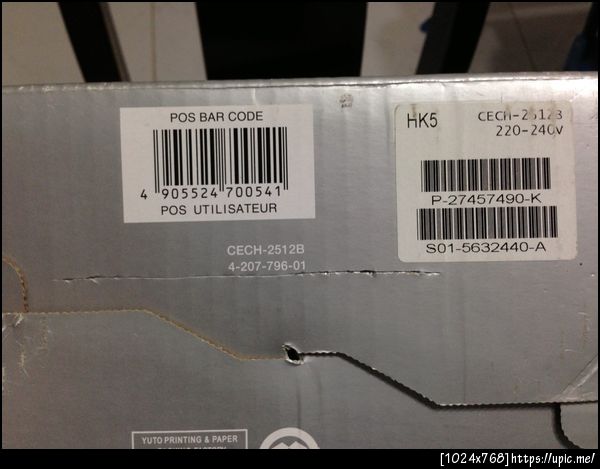 POS BAR CODE
4 905524 700541
POS UTILISATEUR
HK5
CECH-2512B
220-240V
P-27457490-K
S01-5632440-A
CECH-2512B
4-207-796-01
YUTO PRINTING & PAPER
[1024x768]https://upic.me/